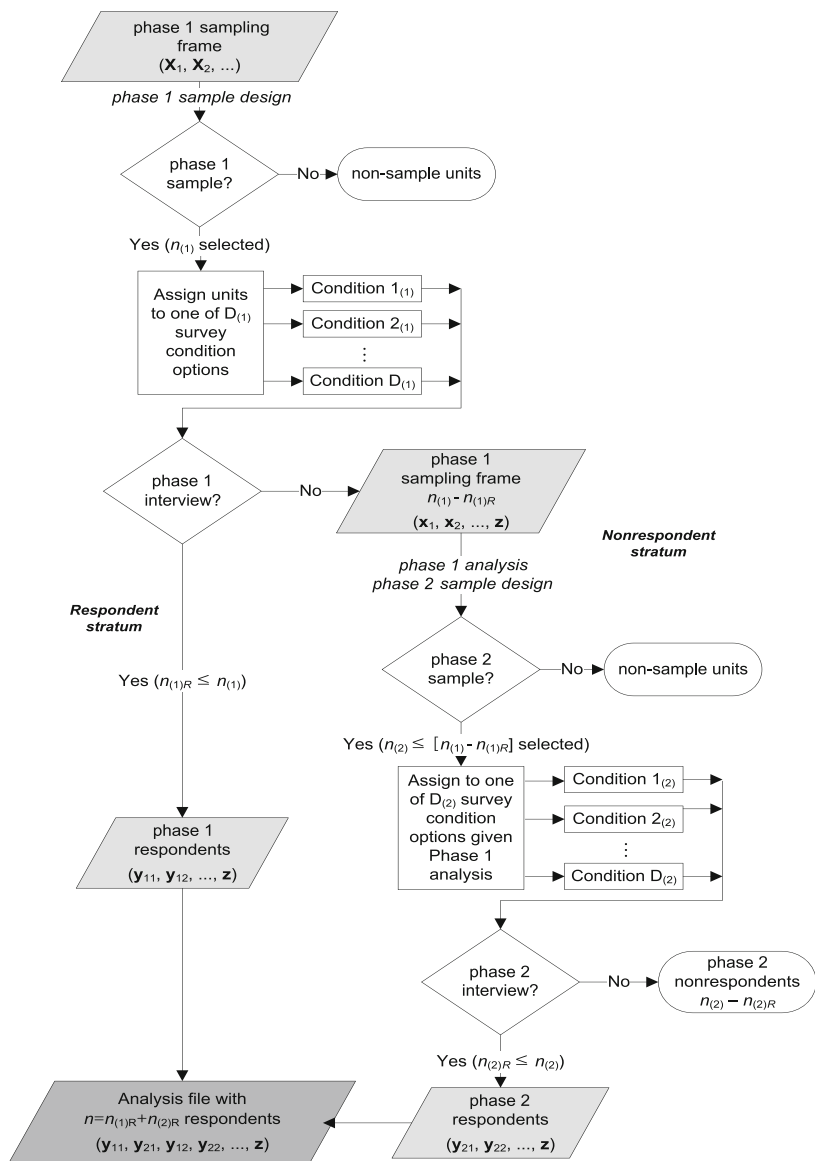 phase 1 sampling
frame
(X₁, X₂, ...)
phase 1 sample design
phase 1
sample?
No
non-sample units
Yes (n₍₁₎ selected)
Assign units
to one of D₍₁₎
survey
condition
options
Condition 1₍₁₎
Condition 2₍₁₎
⋮
Condition D₍₁₎
phase 1
interview?
No
phase 1
sampling frame
n₍₁₎ - n₍₁₎R
(x₁, x₂, ..., z)
Nonrespondent
stratum
phase 1 analysis
phase 2 sample design
Respondent
stratum
phase 2
sample?
No
non-sample units
Yes (n₍₁₎R ≤ n₍₁₎)
Yes (n₍₂₎ ≤ [n₍₁₎ - n₍₁₎R] selected)
Assign to one
of D₍₂₎ survey
condition
options given
Phase 1
analysis
Condition 1₍₂₎
Condition 2₍₂₎
⋮
Condition D₍₂₎
phase 1
respondents
(y₁₁, y₁₂, ..., z)
phase 2
interview?
No
phase 2
nonrespondents
n₍₂₎ – n₍₂₎R
Yes (n₍₂₎R ≤ n₍₂₎)
Analysis file with
n=n₍₁₎R+n₍₂₎R respondents
(y₁₁, y₂₁, y₁₂, y₂₂, ..., z)
phase 2
respondents
(y₂₁, y₂₂, ..., z)